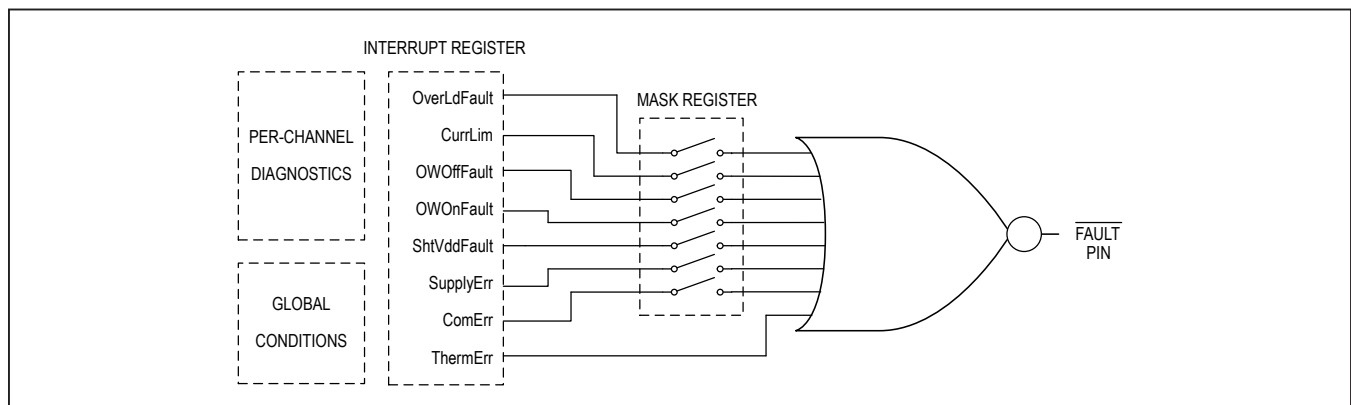 INTERRUPT REGISTER
PER-CHANNEL
DIAGNOSTICS
GLOBAL
CONDITIONS
OverLdFault
CurrLim
OWOffFault
OWOnFault
ShtVddFault
SupplyErr
ComErr
ThermErr
MASK REGISTER
FAULT
PIN